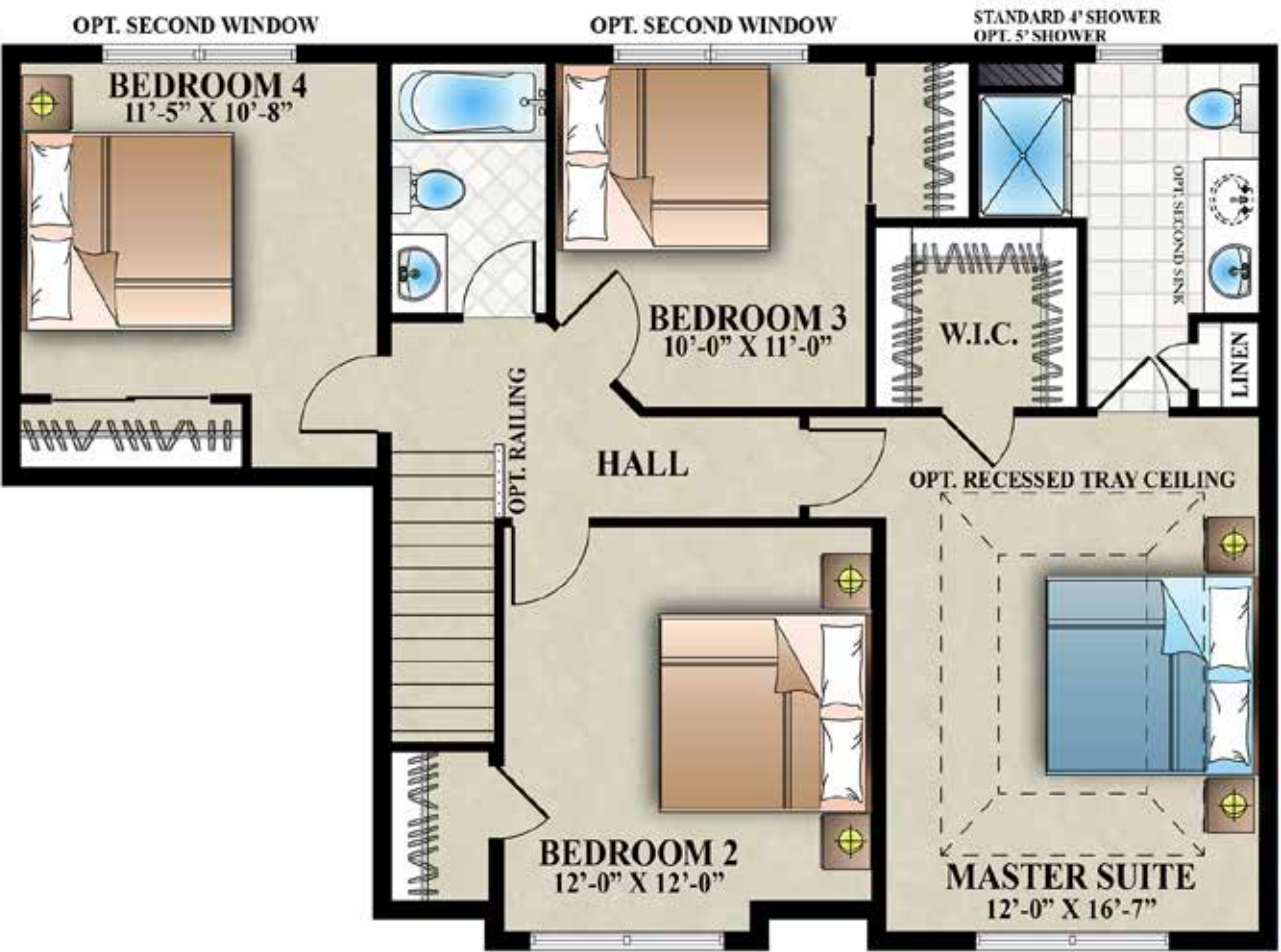 OPT. SECOND WINDOW
OPT. SECOND WINDOW
STANDARD 4' SHOWER
OPT. 5' SHOWER
BEDROOM 4
11'-5" X 10'-8"
OPT. SECOND SINK
BEDROOM 3
10'-0" X 11'-0"
W.I.C.
LINEN
OPT. RAILING
HALL
OPT. RECESSED TRAY CEILING
BEDROOM 2
12'-0" X 12'-0"
MASTER SUITE
12'-0" X 16'-7"